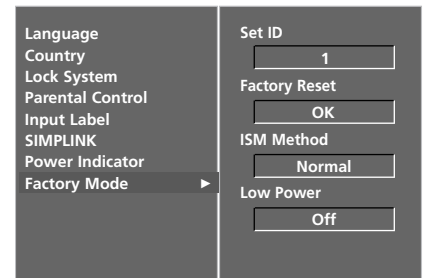 Language
Country
Lock System
Parental Control
Input Label
SIMPLINK
Power Indicator
Factory Mode ►
Set ID
1
Factory Reset
OK
ISM Method
Normal
Low Power
Off